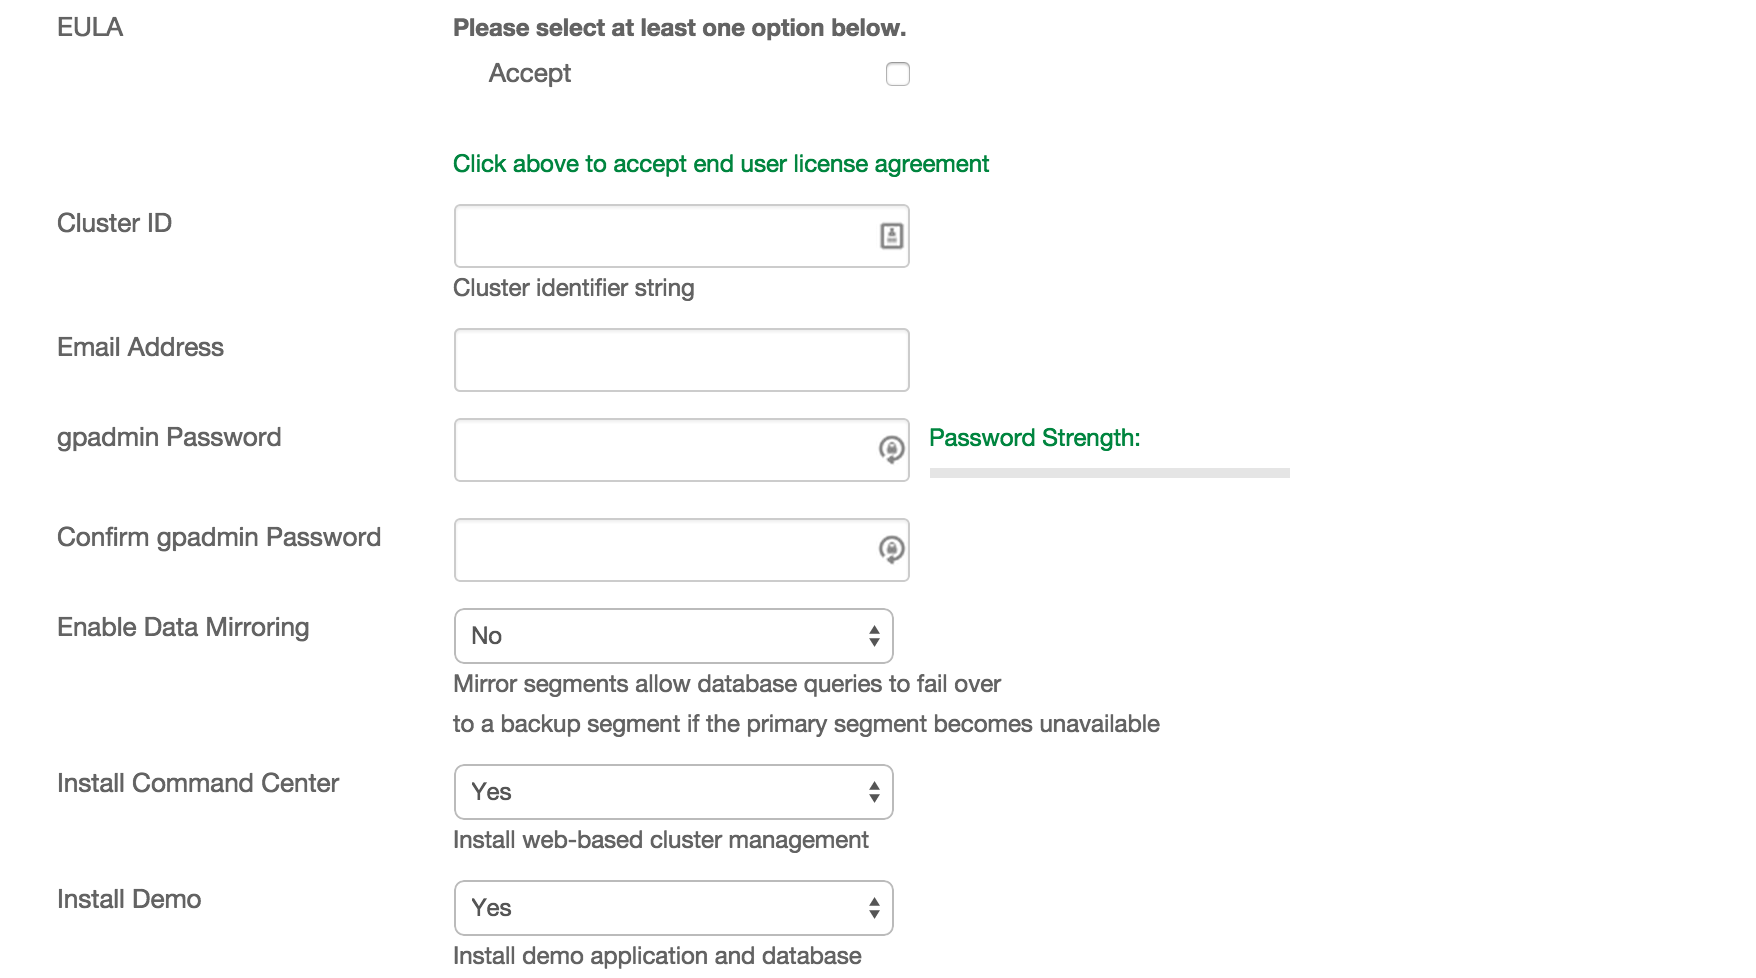 EULA
Please select at least one option below.
Accept
Click above to accept end user license agreement
Cluster ID
Cluster identifier string
Email Address
gpadmin Password
Password Strength:
Confirm gpadmin Password
Enable Data Mirroring
No
Mirror segments allow database queries to fail over
to a backup segment if the primary segment becomes unavailable
Install Command Center
Yes
Install web-based cluster management
Install Demo
Yes
Install demo application and database